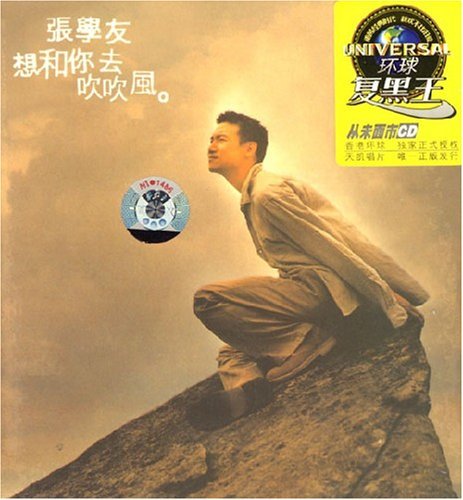 張學友
想和你去
吹吹風。
UNIVERSAL
环球
复黑王
从未面市CD
香港环球 独家正式授权
天凯唱片 唯一正版发行